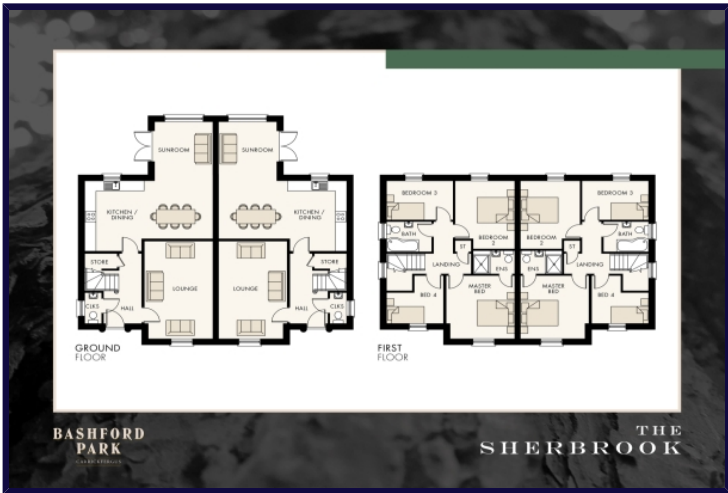 SUNROOM
SUNROOM
KITCHEN /
DINING
KITCHEN /
DINING
STORE
STORE
LOUNGE
LOUNGE
CLKS
HALL
HALL
CLKS
GROUND
FLOOR
BEDROOM 3
BEDROOM 3
BATH
BEDROOM
2
BEDROOM
2
BATH
ST
ST
LANDING
LANDING
ENS
ENS
MASTER
BED
MASTER
BED
BED 4
BED 4
FIRST
FLOOR
BASHFORD
PARK
CARRICKFERGUS
THE
SHERBROOK